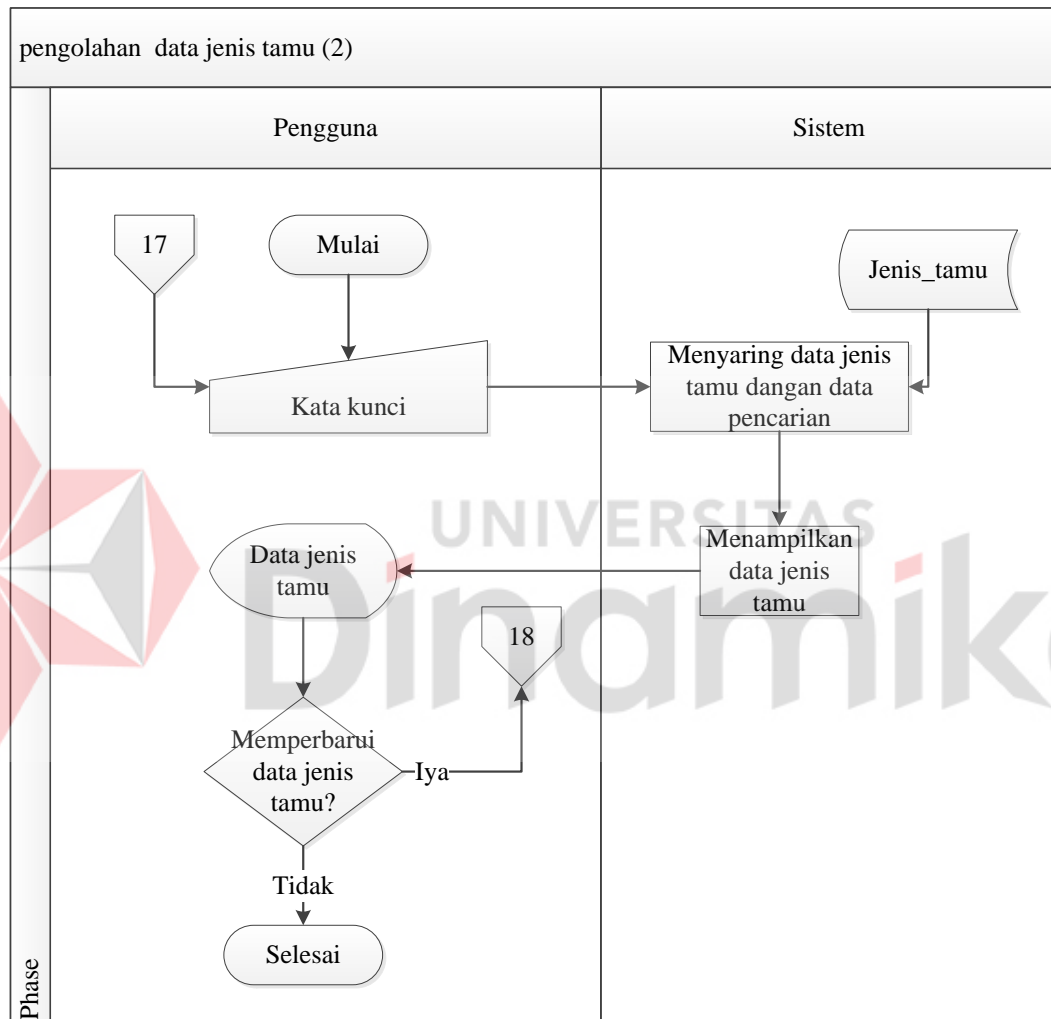 pengolahan  data jenis tamu (2)
Pengguna
Sistem
17
Mulai
Jenis_tamu
Kata kunci
Menyaring data jenis
tamu dangan data
pencarian
UNIVERSITAS
Dinamika
Data jenis
tamu
Menampilkan
data jenis
tamu
18
Memperbarui
data jenis
tamu?
Iya
Tidak
Selesai
Phase